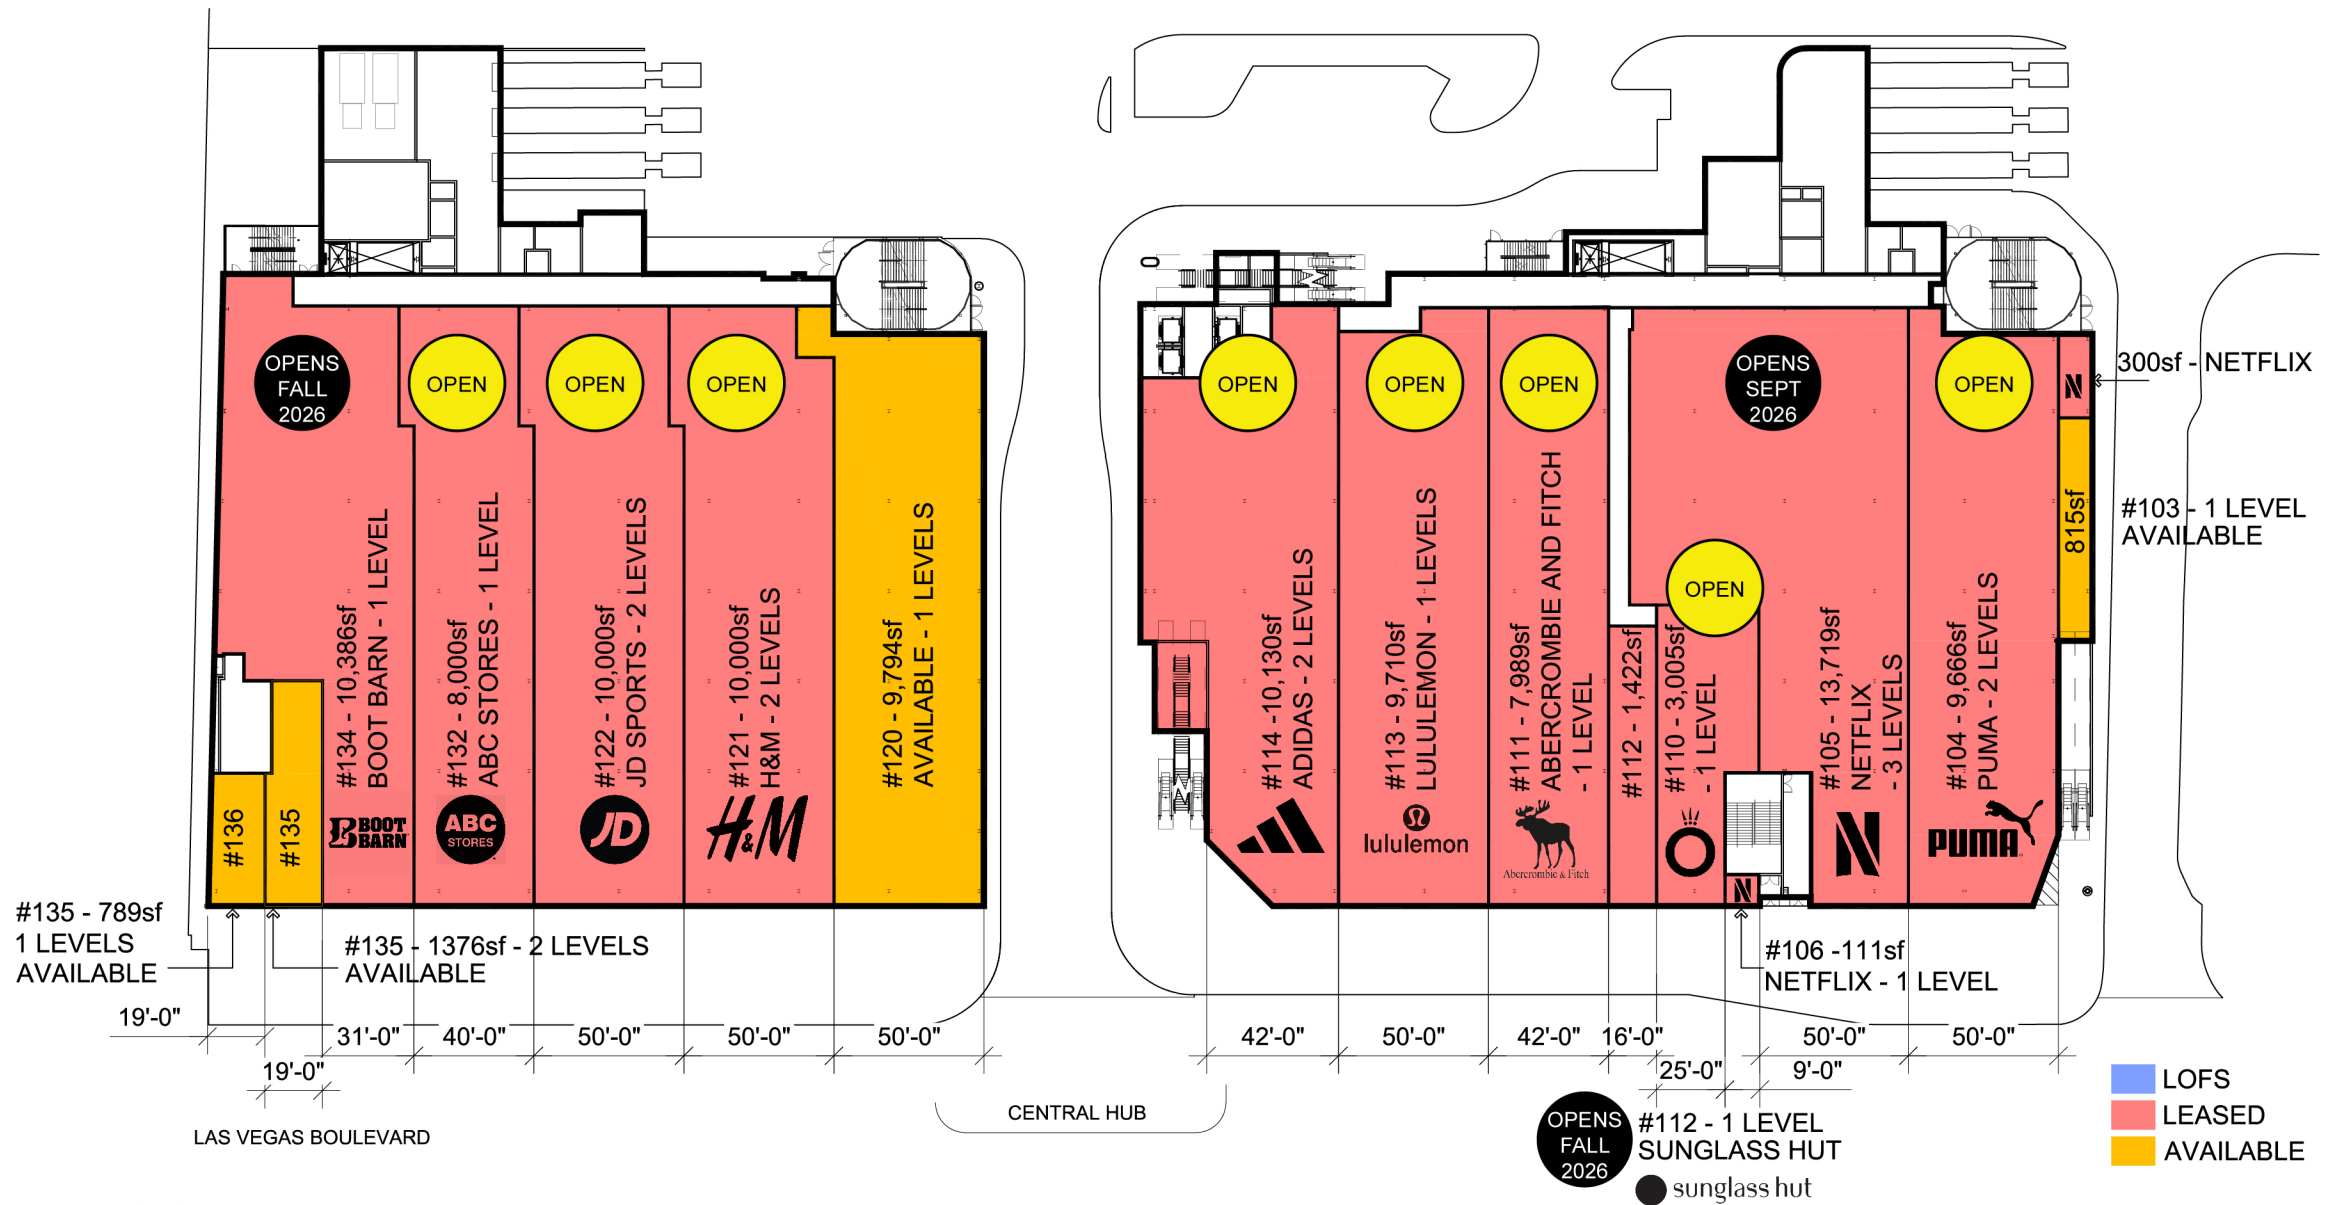 OPENS
FALL
2026
OPEN
OPEN
OPEN
OPEN
OPEN
OPEN
OPENS
SEPT
2026
OPEN
OPEN
N
300sf - NETFLIX
#103 - 1 LEVEL
AVAILABLE
815sf
#134 - 10,386sf
BOOT BARN - 1 LEVEL
#132 - 8,000sf
ABC STORES - 1 LEVEL
#122 - 10,000sf
JD SPORTS - 2 LEVELS
#121 - 10,000sf
H&M - 2 LEVELS
#120 - 9,794sf
AVAILABLE - 1 LEVELS
#114 -10,130sf
ADIDAS - 2 LEVELS
#113 - 9,710sf
LULULEMON - 1 LEVELS
#111 - 7,989sf
ABERCROMBIE AND FITCH
- 1 LEVEL
#112 - 1,422sf
#110 - 3,005sf
- 1 LEVEL
#105 - 13,719sf
NETFLIX
- 3 LEVELS
#104 - 9,666sf
PUMA - 2 LEVELS
#136
#135
BOOT
BARN
ABC
STORES
JD
H&M
lululemon
Abercrombie & Fitch
N
N
PUMA
#135 - 789sf
1 LEVELS
AVAILABLE
#135 - 1376sf - 2 LEVELS
AVAILABLE
#106 -111sf
NETFLIX - 1 LEVEL
19'-0"
31'-0"
40'-0"
50'-0"
50'-0"
50'-0"
42'-0"
50'-0"
42'-0"
16'-0"
50'-0"
50'-0"
19'-0"
25'-0"
9'-0"
LAS VEGAS BOULEVARD
CENTRAL HUB
OPENS
FALL
2026
#112 - 1 LEVEL
SUNGLASS HUT
sunglass hut
LOFS
LEASED
AVAILABLE